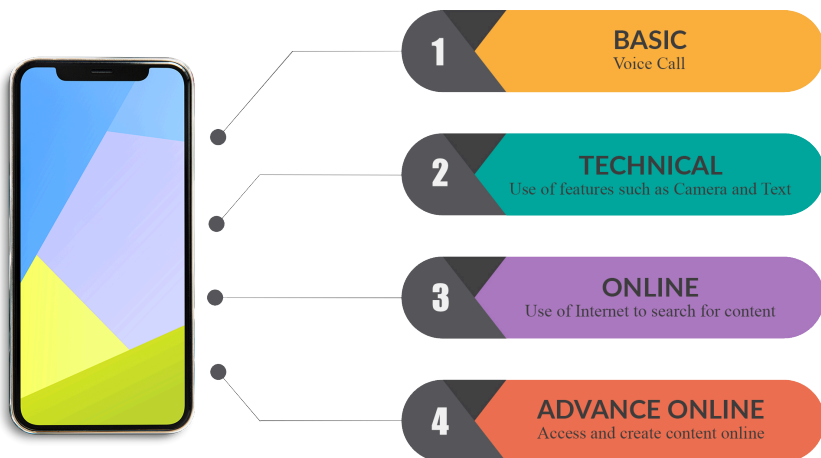 1
BASIC
Voice Call
2
TECHNICAL
Use of features such as Camera and Text
3
ONLINE
Use of Internet to search for content
4
ADVANCE ONLINE
Access and create content online